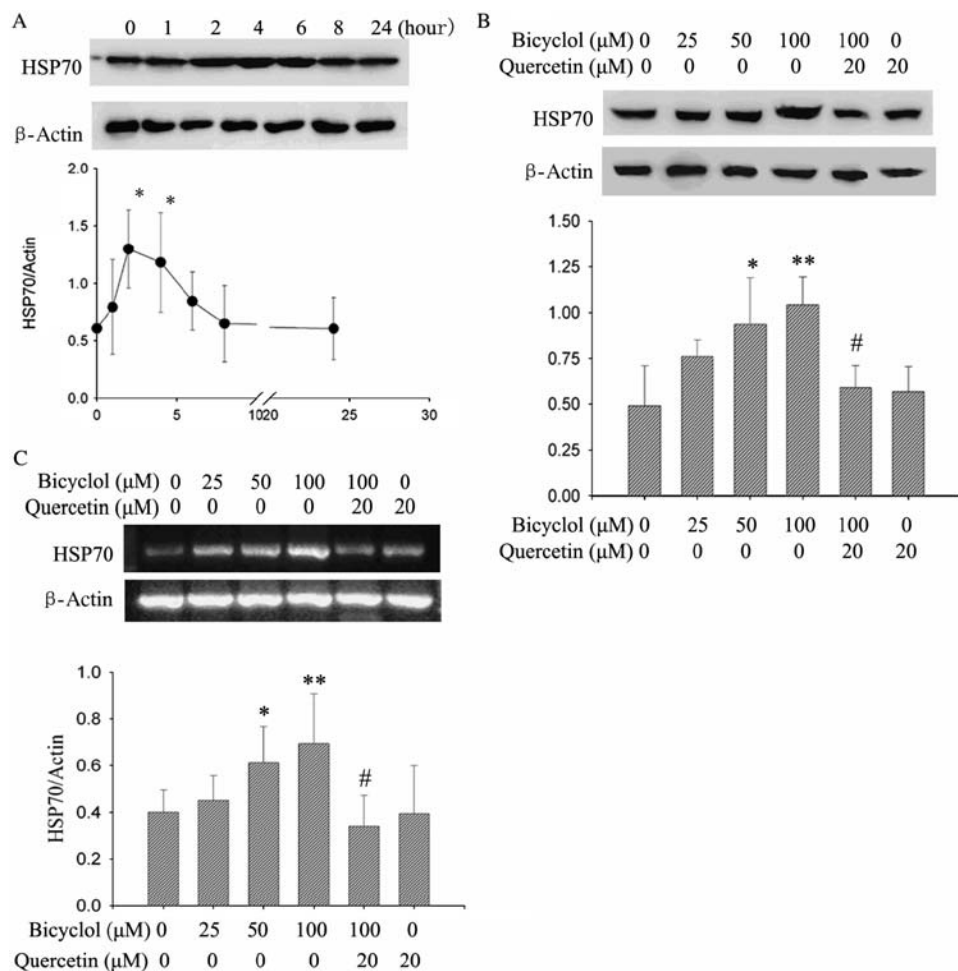 A
0 1 2 4 6 8 24 (hour)
HSP70
β-Actin
2.0
* *
1.5
1.0
0.5
0.0
HSP70/Actin
0 5 10 20 25 30
B
Bicyclol (μM) 0 25 50 100 100 0
Quercetin (μM) 0 0 0 0 20 20
HSP70
β-Actin
1.50
1.25
* **
1.00
0.75
#
0.50
0.25
0.00
Bicyclol (μM) 0 25 50 100 100 0
Quercetin (μM) 0 0 0 0 20 20
C
Bicyclol (μM) 0 25 50 100 100 0
Quercetin (μM) 0 0 0 0 20 20
HSP70
β-Actin
1.0
* **
0.8
0.6
#
0.4
0.2
0.0
HSP70/Actin
Bicyclol (μM) 0 25 50 100 100 0
Quercetin (μM) 0 0 0 0 20 20